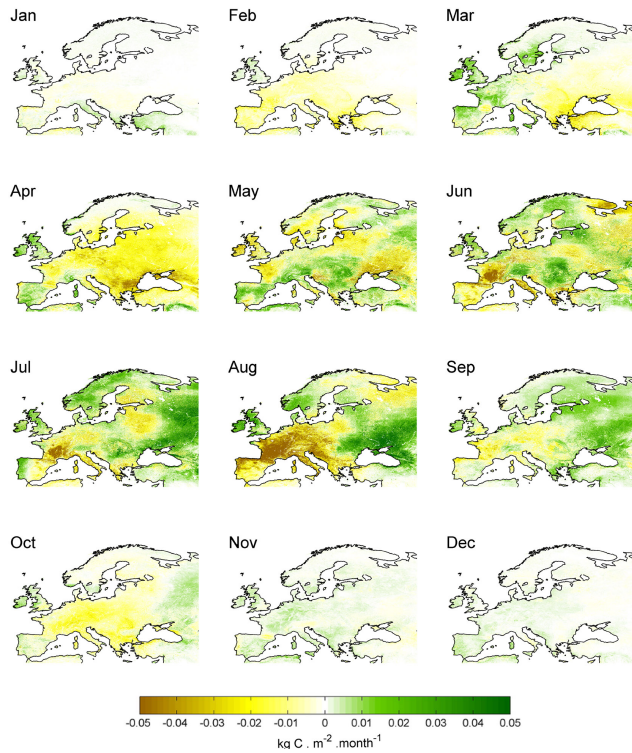 Jan Feb Mar
Apr May Jun
Jul Aug Sep
Oct Nov Dec
-0.05 -0.04 -0.03 -0.02 -0.01 0 0.01 0.02 0.03 0.04 0.05
kg C . m⁻² .month⁻¹